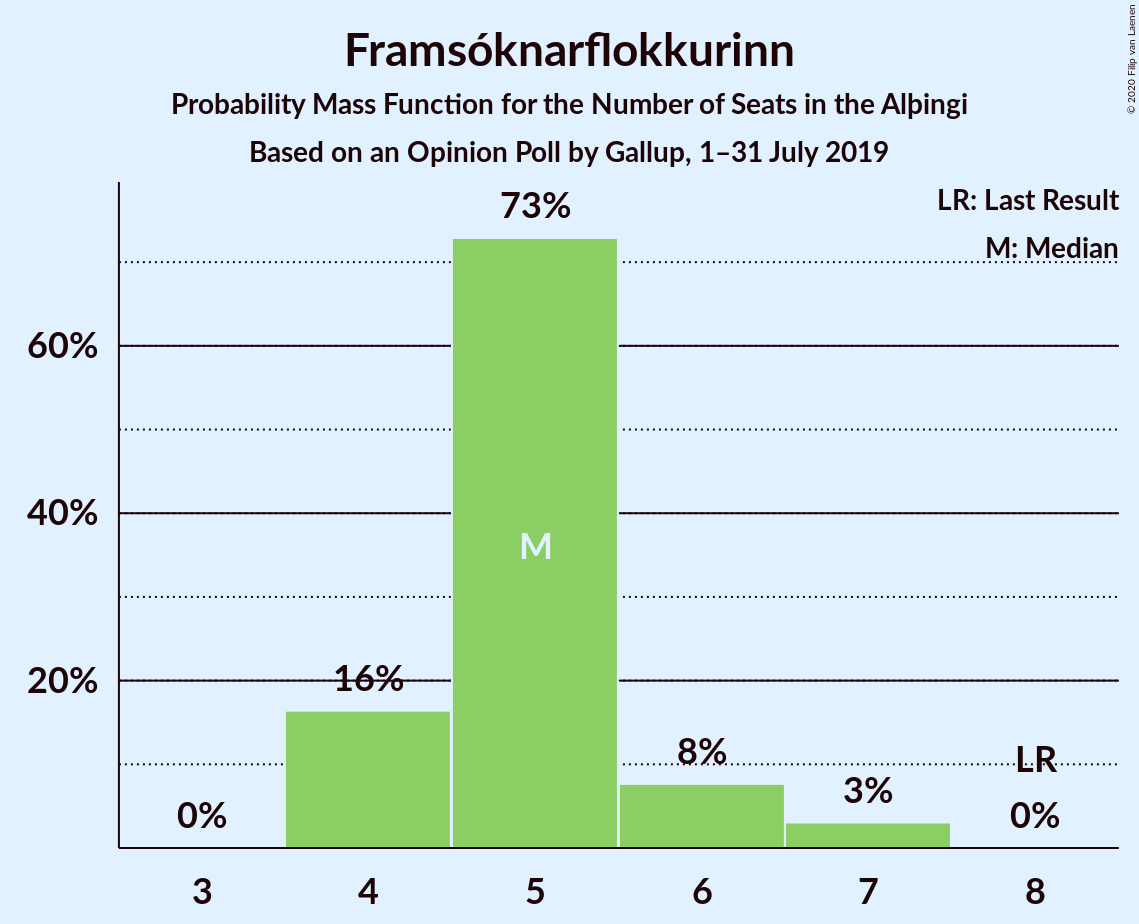 Framsóknarflokkurinn
Probability Mass Function for the Number of Seats in the Alþingi
Based on an Opinion Poll by Gallup, 1–31 July 2019
© 2020 Filip van Laenen
LR: Last Result
M: Median
73%
60%
40%
M
20%
16%
8%
3%
LR
0%
0%
3 4 5 6 7 8